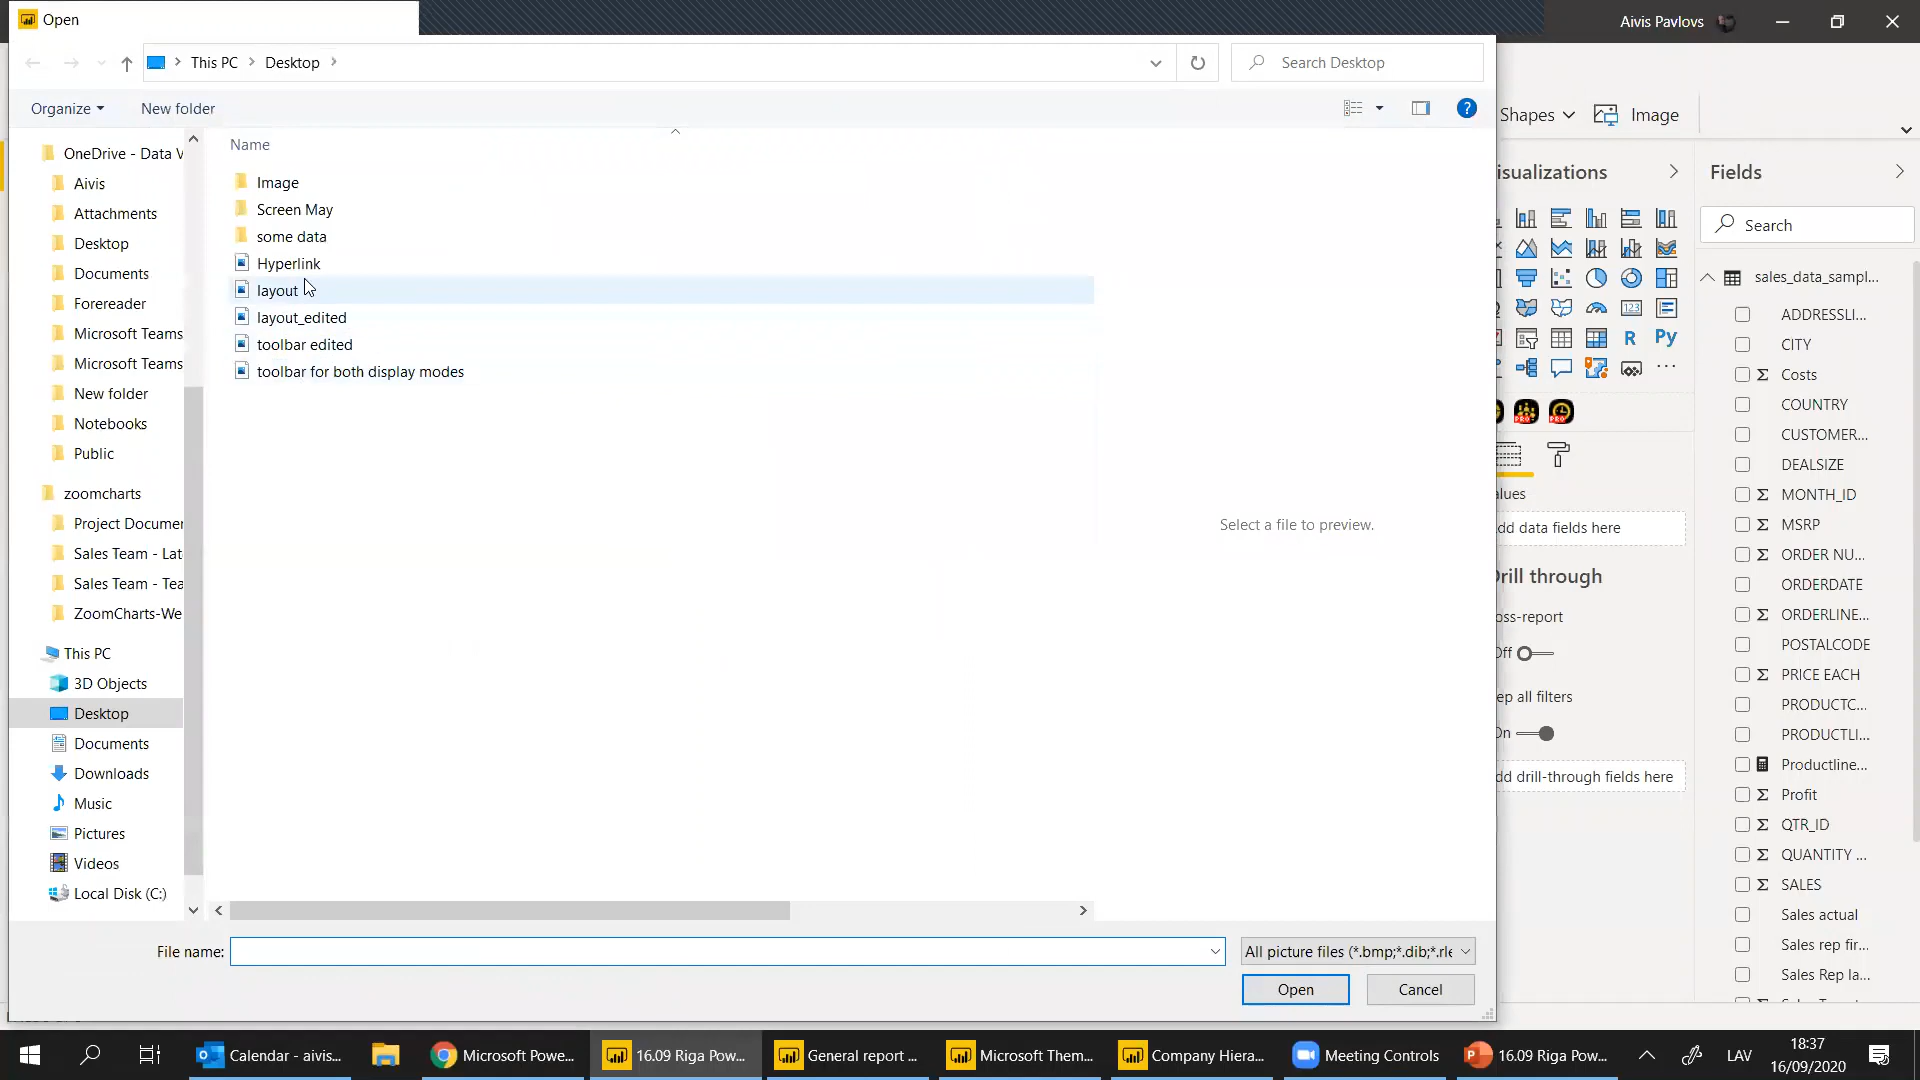 Open
Aivis Pavlovs
This PC
Desktop
Search Desktop
Organize
New folder
Shapes
Image
OneDrive - Data V
Aivis
Attachments
Desktop
Documents
Forereader
Microsoft Teams
Microsoft Teams
New folder
Notebooks
Public
zoomcharts
Project Documer
Sales Team - Lat
Sales Team - Tea
ZoomCharts-We
This PC
3D Objects
Desktop
Documents
Downloads
Music
Pictures
Videos
Local Disk (C:)
Name
Image
Screen May
some data
Hyperlink
layout
layout_edited
toolbar edited
toolbar for both display modes
Select a file to preview.
File name:
All picture files (*.bmp;*.dib;*.rle
Open
Cancel
isualizations
123
R
Py
PRO
PRO
alues
dd data fields here
Drill through
oss-report
Off
ep all filters
On
dd drill-through fields here
Fields
Search
sales_data_sampl...
ADDRESSLI...
CITY
Costs
COUNTRY
CUSTOMER...
DEALSIZE
MONTH_ID
MSRP
ORDER NU...
ORDERDATE
ORDERLINE...
POSTALCODE
PRICE EACH
PRODUCTC...
PRODUCTLI...
Productline...
Profit
QTR_ID
QUANTITY ...
SALES
Sales actual
Sales rep fir...
Sales Rep la...
Calendar - aivis...
Microsoft Powe...
16.09 Riga Pow...
General report ...
Microsoft Them...
Company Hiera...
Meeting Controls
16.09 Riga Pow...
LAV
18:37
16/09/2020